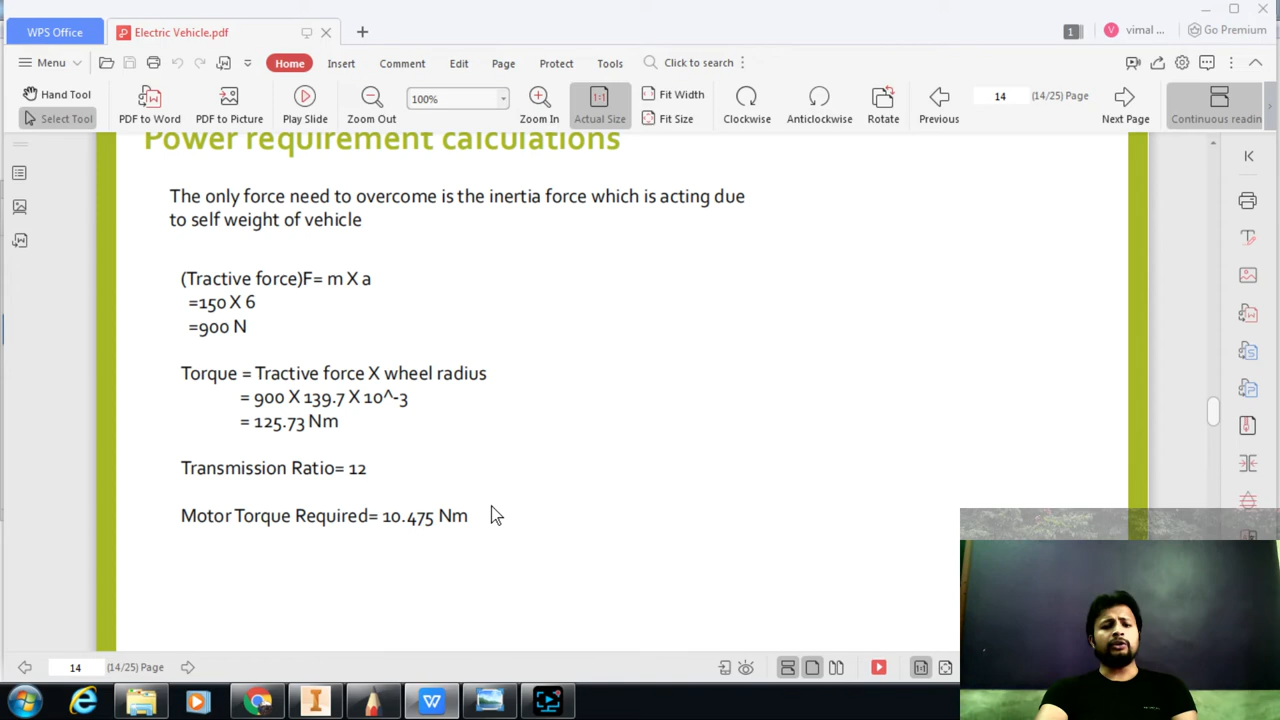 WPS Office
Electric Vehicle.pdf
1
V
vimal ...
Go Premium
Menu
Home
Insert
Comment
Edit
Page
Protect
Tools
Click to search
Hand Tool
Select Tool
PDF to Word
PDF to Picture
Play Slide
Zoom Out
100%
Zoom In
1:1
Actual Size
Fit Width
Fit Size
Clockwise
Anticlockwise
Rotate
Previous
14
(14/25) Page
Next Page
Continuous readin
Power requirement calculations
The only force need to overcome is the inertia force which is acting due
to self weight of vehicle
(Tractive force)F= m X a
=150 X 6
=900 N
Torque = Tractive force X wheel radius
= 900 X 139.7 X 10^-3
= 125.73 Nm
Transmission Ratio= 12
Motor Torque Required= 10.475 Nm
14
(14/25) Page